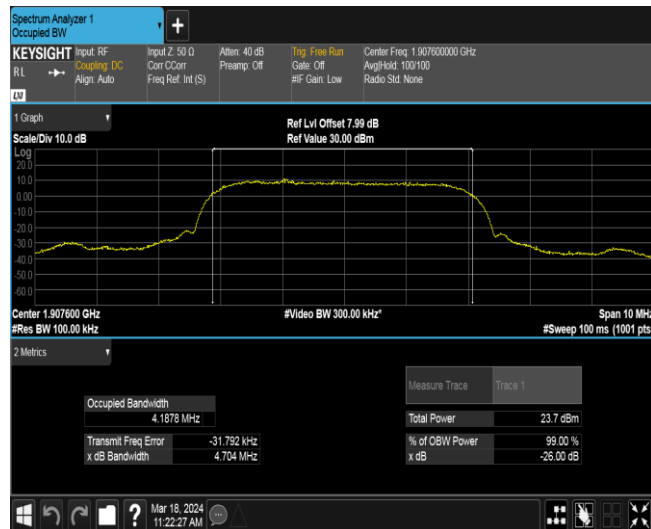 Spectrum Analyzer 1
Occupied BW
+
KEYSIGHT
RL
LXI
Input: RF
Coupling: DC
Align: Auto
Input Z: 50 Ω
Corr CCorr
Freq Ref: Int (S)
Atten: 40 dB
Preamp: Off
Trig: Free Run
Gate: Off
#IF Gain: Low
Center Freq: 1.907600000 GHz
Avg|Hold: 100/100
Radio Std: None
1 Graph
Scale/Div 10.0 dB
Ref Lvl Offset 7.99 dB
Ref Value 30.00 dBm
Log
20.0
10.0
0.00
-10.0
-20.0
-30.0
-40.0
-50.0
-60.0
Center 1.907600 GHz
#Res BW 100.00 kHz
#Video BW 300.00 kHz*
Span 10 MHz
#Sweep 100 ms (1001 pts
2 Metrics
Measure Trace Trace 1
Occupied Bandwidth
4.1878 MHz
Total Power 23.7 dBm
Transmit Freq Error -31.792 kHz
% of OBW Power 99.00 %
x dB Bandwidth 4.704 MHz
x dB -26.00 dB
?
Mar 18, 2024
11:22:27 AM